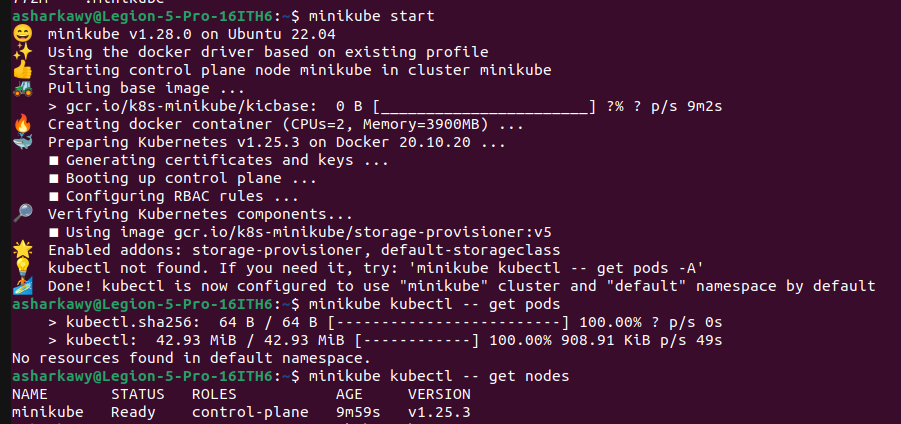 asharkawy@Legion-5-Pro-16ITH6:~$ minikube start
😄  minikube v1.28.0 on Ubuntu 22.04
✨  Using the docker driver based on existing profile
👍  Starting control plane node minikube in cluster minikube
🚜  Pulling base image ...
    > gcr.io/k8s-minikube/kicbase:  0 B [________________________] ?% ? p/s 9m2s
🔥  Creating docker container (CPUs=2, Memory=3900MB) ...
🐳  Preparing Kubernetes v1.25.3 on Docker 20.10.20 ...
    ▪ Generating certificates and keys ...
    ▪ Booting up control plane ...
    ▪ Configuring RBAC rules ...
🔎  Verifying Kubernetes components...
    ▪ Using image gcr.io/k8s-minikube/storage-provisioner:v5
🌟  Enabled addons: storage-provisioner, default-storageclass
💡  kubectl not found. If you need it, try: 'minikube kubectl -- get pods -A'
🏄  Done! kubectl is now configured to use "minikube" cluster and "default" namespace by default
asharkawy@Legion-5-Pro-16ITH6:~$ minikube kubectl -- get pods
    > kubectl.sha256:  64 B / 64 B [-------------------------] 100.00% ? p/s 0s
    > kubectl:  42.93 MiB / 42.93 MiB [------------] 100.00% 908.91 KiB p/s 49s
No resources found in default namespace.
asharkawy@Legion-5-Pro-16ITH6:~$ minikube kubectl -- get nodes
NAME       STATUS   ROLES           AGE     VERSION
minikube   Ready    control-plane   9m59s   v1.25.3